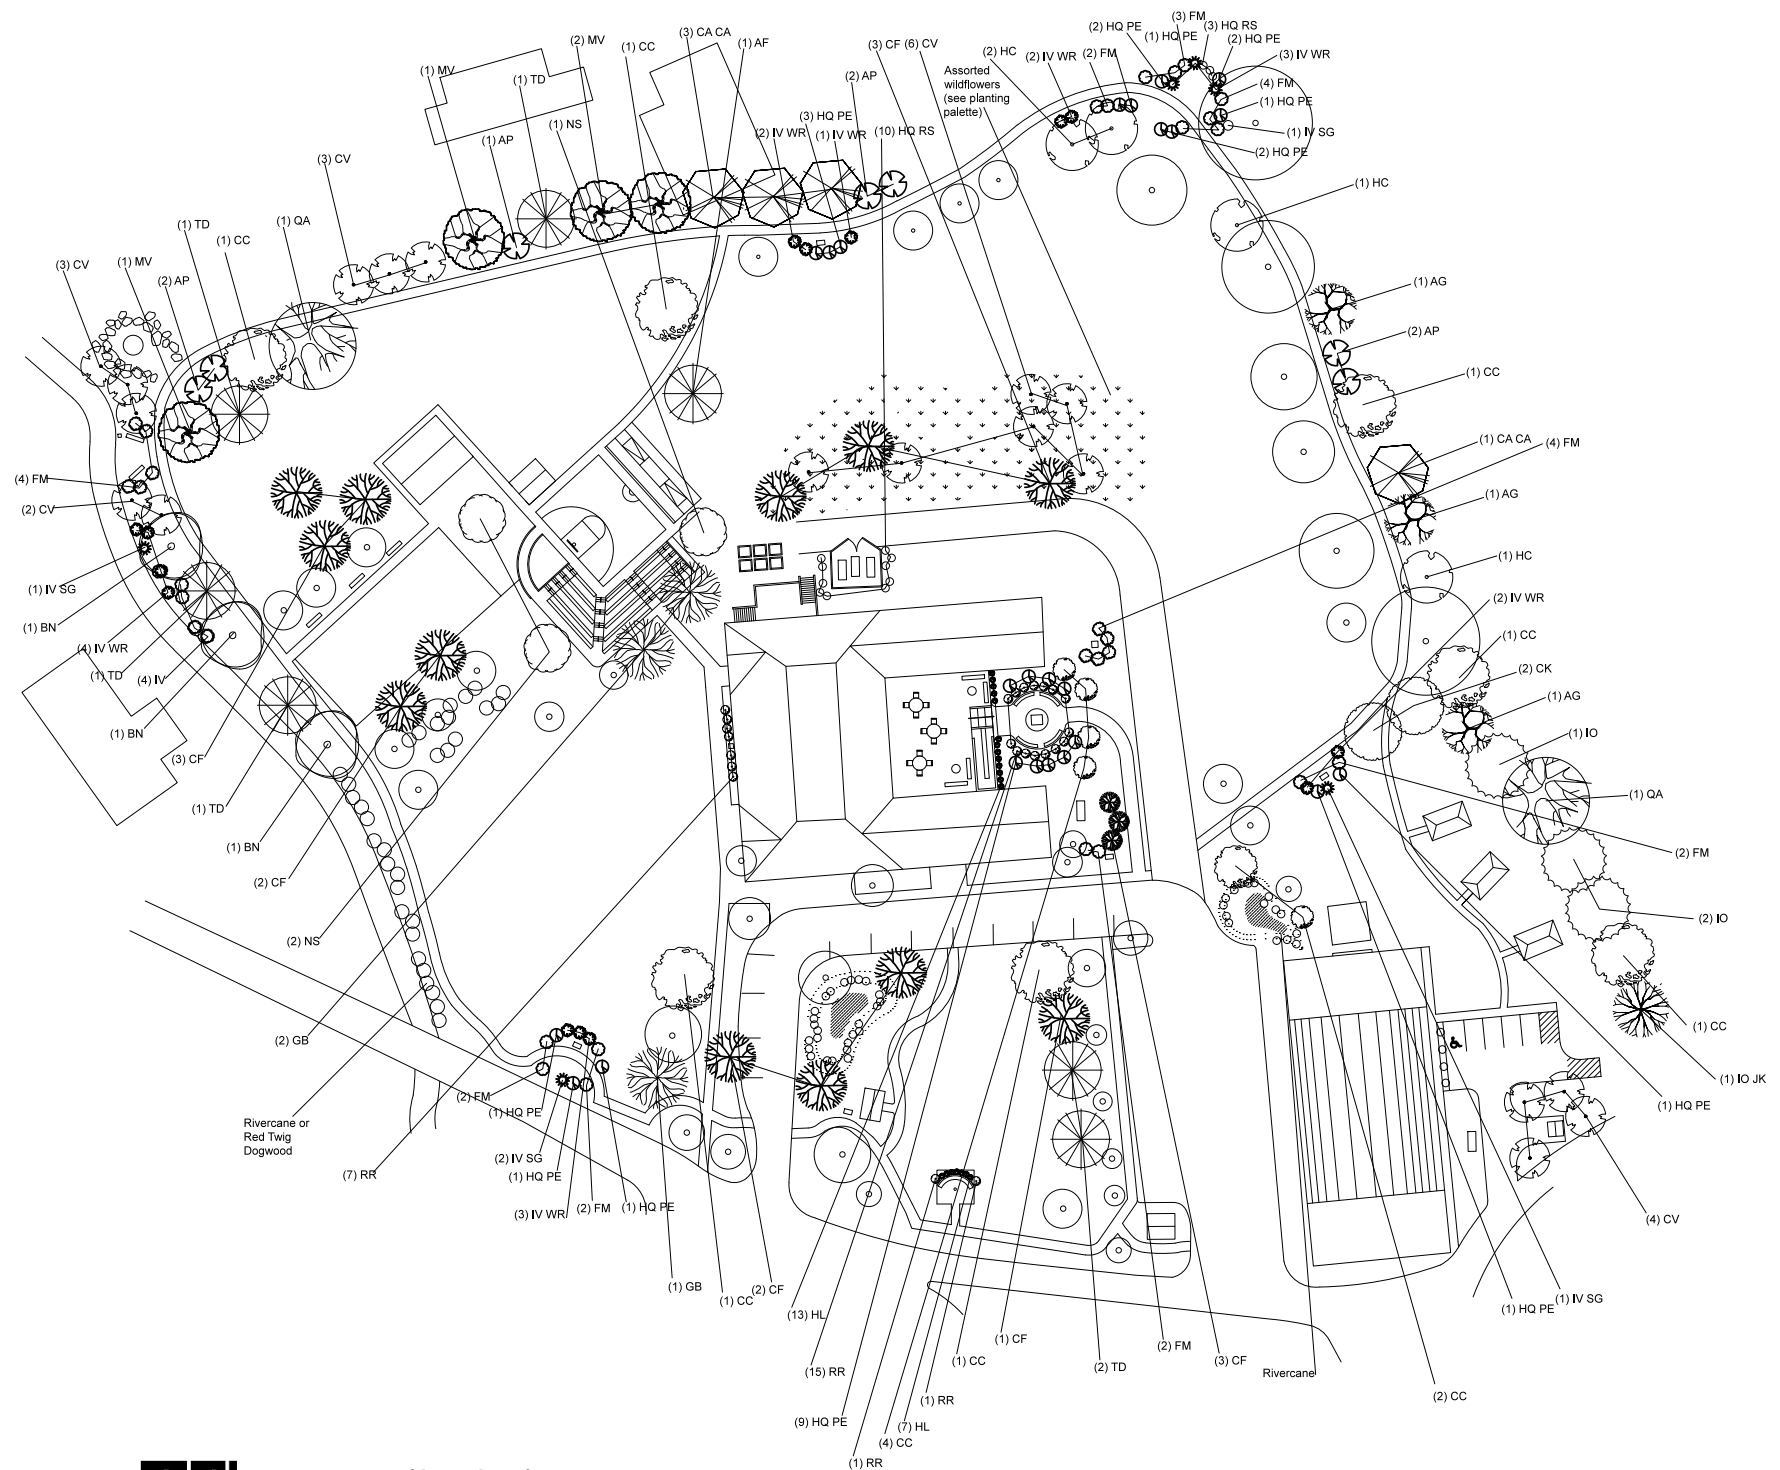 (3) FM
(2) HQ PE
(3) HQ RS
(1) HQ PE
(2) HQ PE
(3) CA CA
(2) MV
(1) CC
(1) AF
(3) CF
(6) CV
(2) HC
(2) IV WR
(2) FM
(3) IV WR
(1) MV
(1) TD
(2) AP
Assorted
wildflowers
(see planting
palette)
(4) FM
(1) HQ PE
(1) NS
(3) HQ PE
(1) AP
(2) IV WR
(1) IV WR
(10) HQ RS
(1) IV SG
(2) HQ PE
(3) CV
(1) HC
(1) QA
(1) TD
(1) CC
(3) CV
(1) MV
(2) AP
(1) AG
(2) AP
(1) CC
(1) CA CA
(4) FM
(4) FM
(1) AG
(2) CV
(1) HC
(1) IV SG
(2) IV WR
(1) BN
(1) CC
(4) IV WR
(2) CK
(1) TD
(4) IV
(1) AG
(1) BN
(1) IO
(3) CF
(1) QA
(1) TD
(1) BN
(2) FM
(2) CF
(2) IO
(2) NS
(1) CC
(2) GB
(1) IO JK
(2) FM
(1) HQ PE
(1) HQ PE
Rivercane or
Red Twig
Dogwood
(2) IV SG
(7) RR
(1) HQ PE
(3) IV WR
(2) FM
(1) HQ PE
(4) CV
(1) GB
(2) CF
(1) CC
(1) IV SG
(13) HL
(1) HQ PE
(1) CF
(2) FM
(1) CC
(3) CF
(15) RR
(2) TD
Rivercane
(1) RR
(2) CC
(9) HQ PE
(7) HL
(4) CC
(1) RR